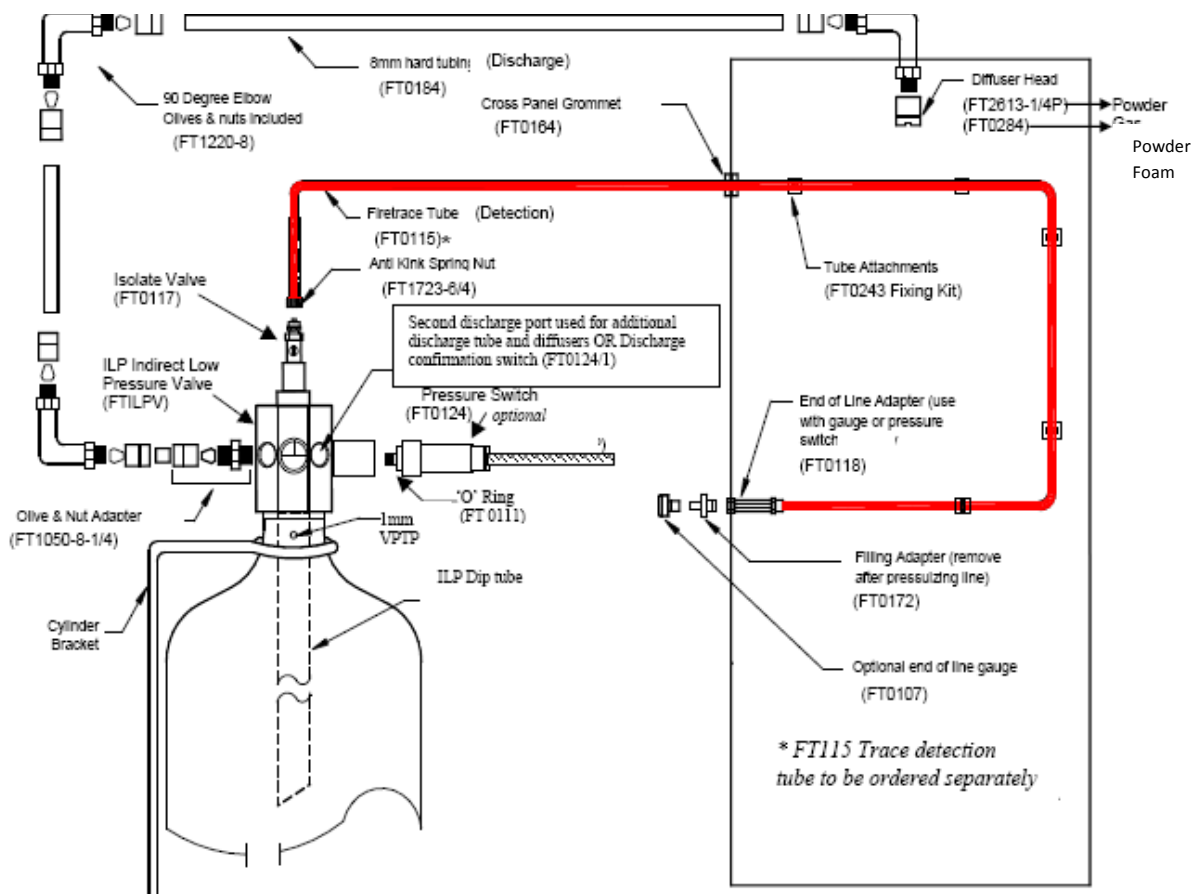 8mm hard tubing (Discharge)
(FT0184)
90 Degree Elbow
Olives & nuts included
(FT1220-8)
Cross Panel Grommet
(FT0164)
Diffuser Head
(FT2613-1/4P)
Powder
(FT0284)
Gas
Powder
Foam
Firetrace Tube (Detection)
(FT0115)*
Anti Kink Spring Nut
(FT1723-6/4)
Isolate Valve
(FT0117)
Tube Attachments
(FT0243 Fixing Kit)
Second discharge port used for additional
discharge tube and diffusers OR Discharge
confirmation switch (FT0124/1)
ILP Indirect Low
Pressure Valve
(FTILPV)
Pressure Switch
(FT0124) optional
End of Line Adapter (use
with gauge or pressure
switch
(FT0118)
'O' Ring
(FT 0111)
Olive & Nut Adapter
(FT1050-8-1/4)
1mm
VPTP
ILP Dip tube
Filling Adapter (remove
after pressuizing line)
(FT0172)
Cylinder
Bracket
Optional end of line gauge
(FT0107)
* FT115 Trace detection
tube to be ordered separately